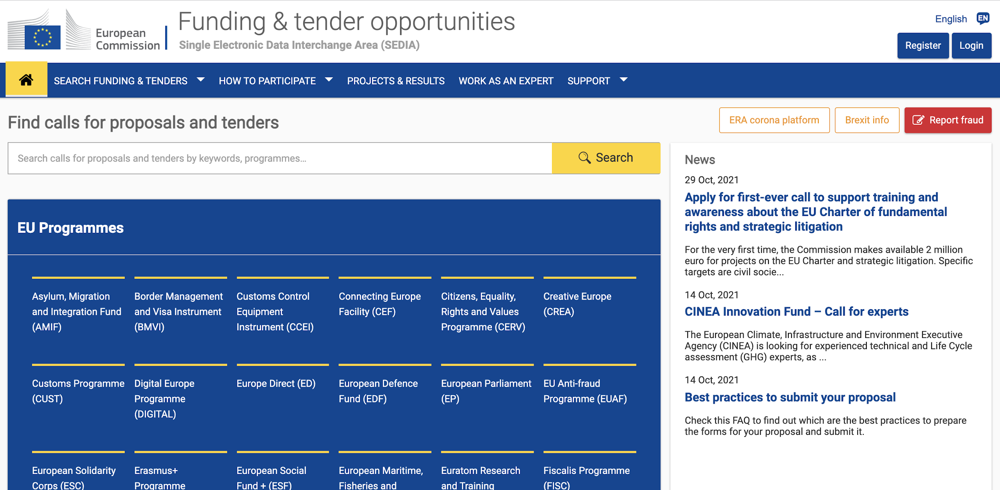 European
Commission
Funding & tender opportunities
Single Electronic Data Interchange Area (SEDIA)
English EN
Register Login
SEARCH FUNDING & TENDERS HOW TO PARTICIPATE PROJECTS & RESULTS WORK AS AN EXPERT SUPPORT
Find calls for proposals and tenders
ERA corona platform Brexit info Report fraud
Search calls for proposals and tenders by keywords, programmes...
Search
EU Programmes
Asylum, Migration
and Integration Fund
(AMIF)
Border Management
and Visa Instrument
(BMVI)
Customs Control
Equipment
Instrument (CCEI)
Connecting Europe
Facility (CEF)
Citizens, Equality,
Rights and Values
Programme (CERV)
Creative Europe
(CREA)
Customs Programme
(CUST)
Digital Europe
Programme
(DIGITAL)
Europe Direct (ED)
European Defence
Fund (EDF)
European Parliament
(EP)
EU Anti-fraud
Programme (EUAF)
European Solidarity
Corps (ESC)
Erasmus+
Programme
European Social
Fund + (ESF)
European Maritime,
Fisheries and
Euratom Research
and Training
Fiscalis Programme
(FISC)
News
29 Oct, 2021
Apply for first-ever call to support training and
awareness about the EU Charter of fundamental
rights and strategic litigation
For the very first time, the Commission makes available 2 million
euro for projects on the EU Charter and strategic litigation. Specific
targets are civil socie...
14 Oct, 2021
CINEA Innovation Fund – Call for experts
The European Climate, Infrastructure and Environment Executive
Agency (CINEA) is looking for experienced technical and Life Cycle
assessment (GHG) experts, as ...
14 Oct, 2021
Best practices to submit your proposal
Check this FAQ to find out which are the best practices to prepare
the forms for your proposal and submit it.